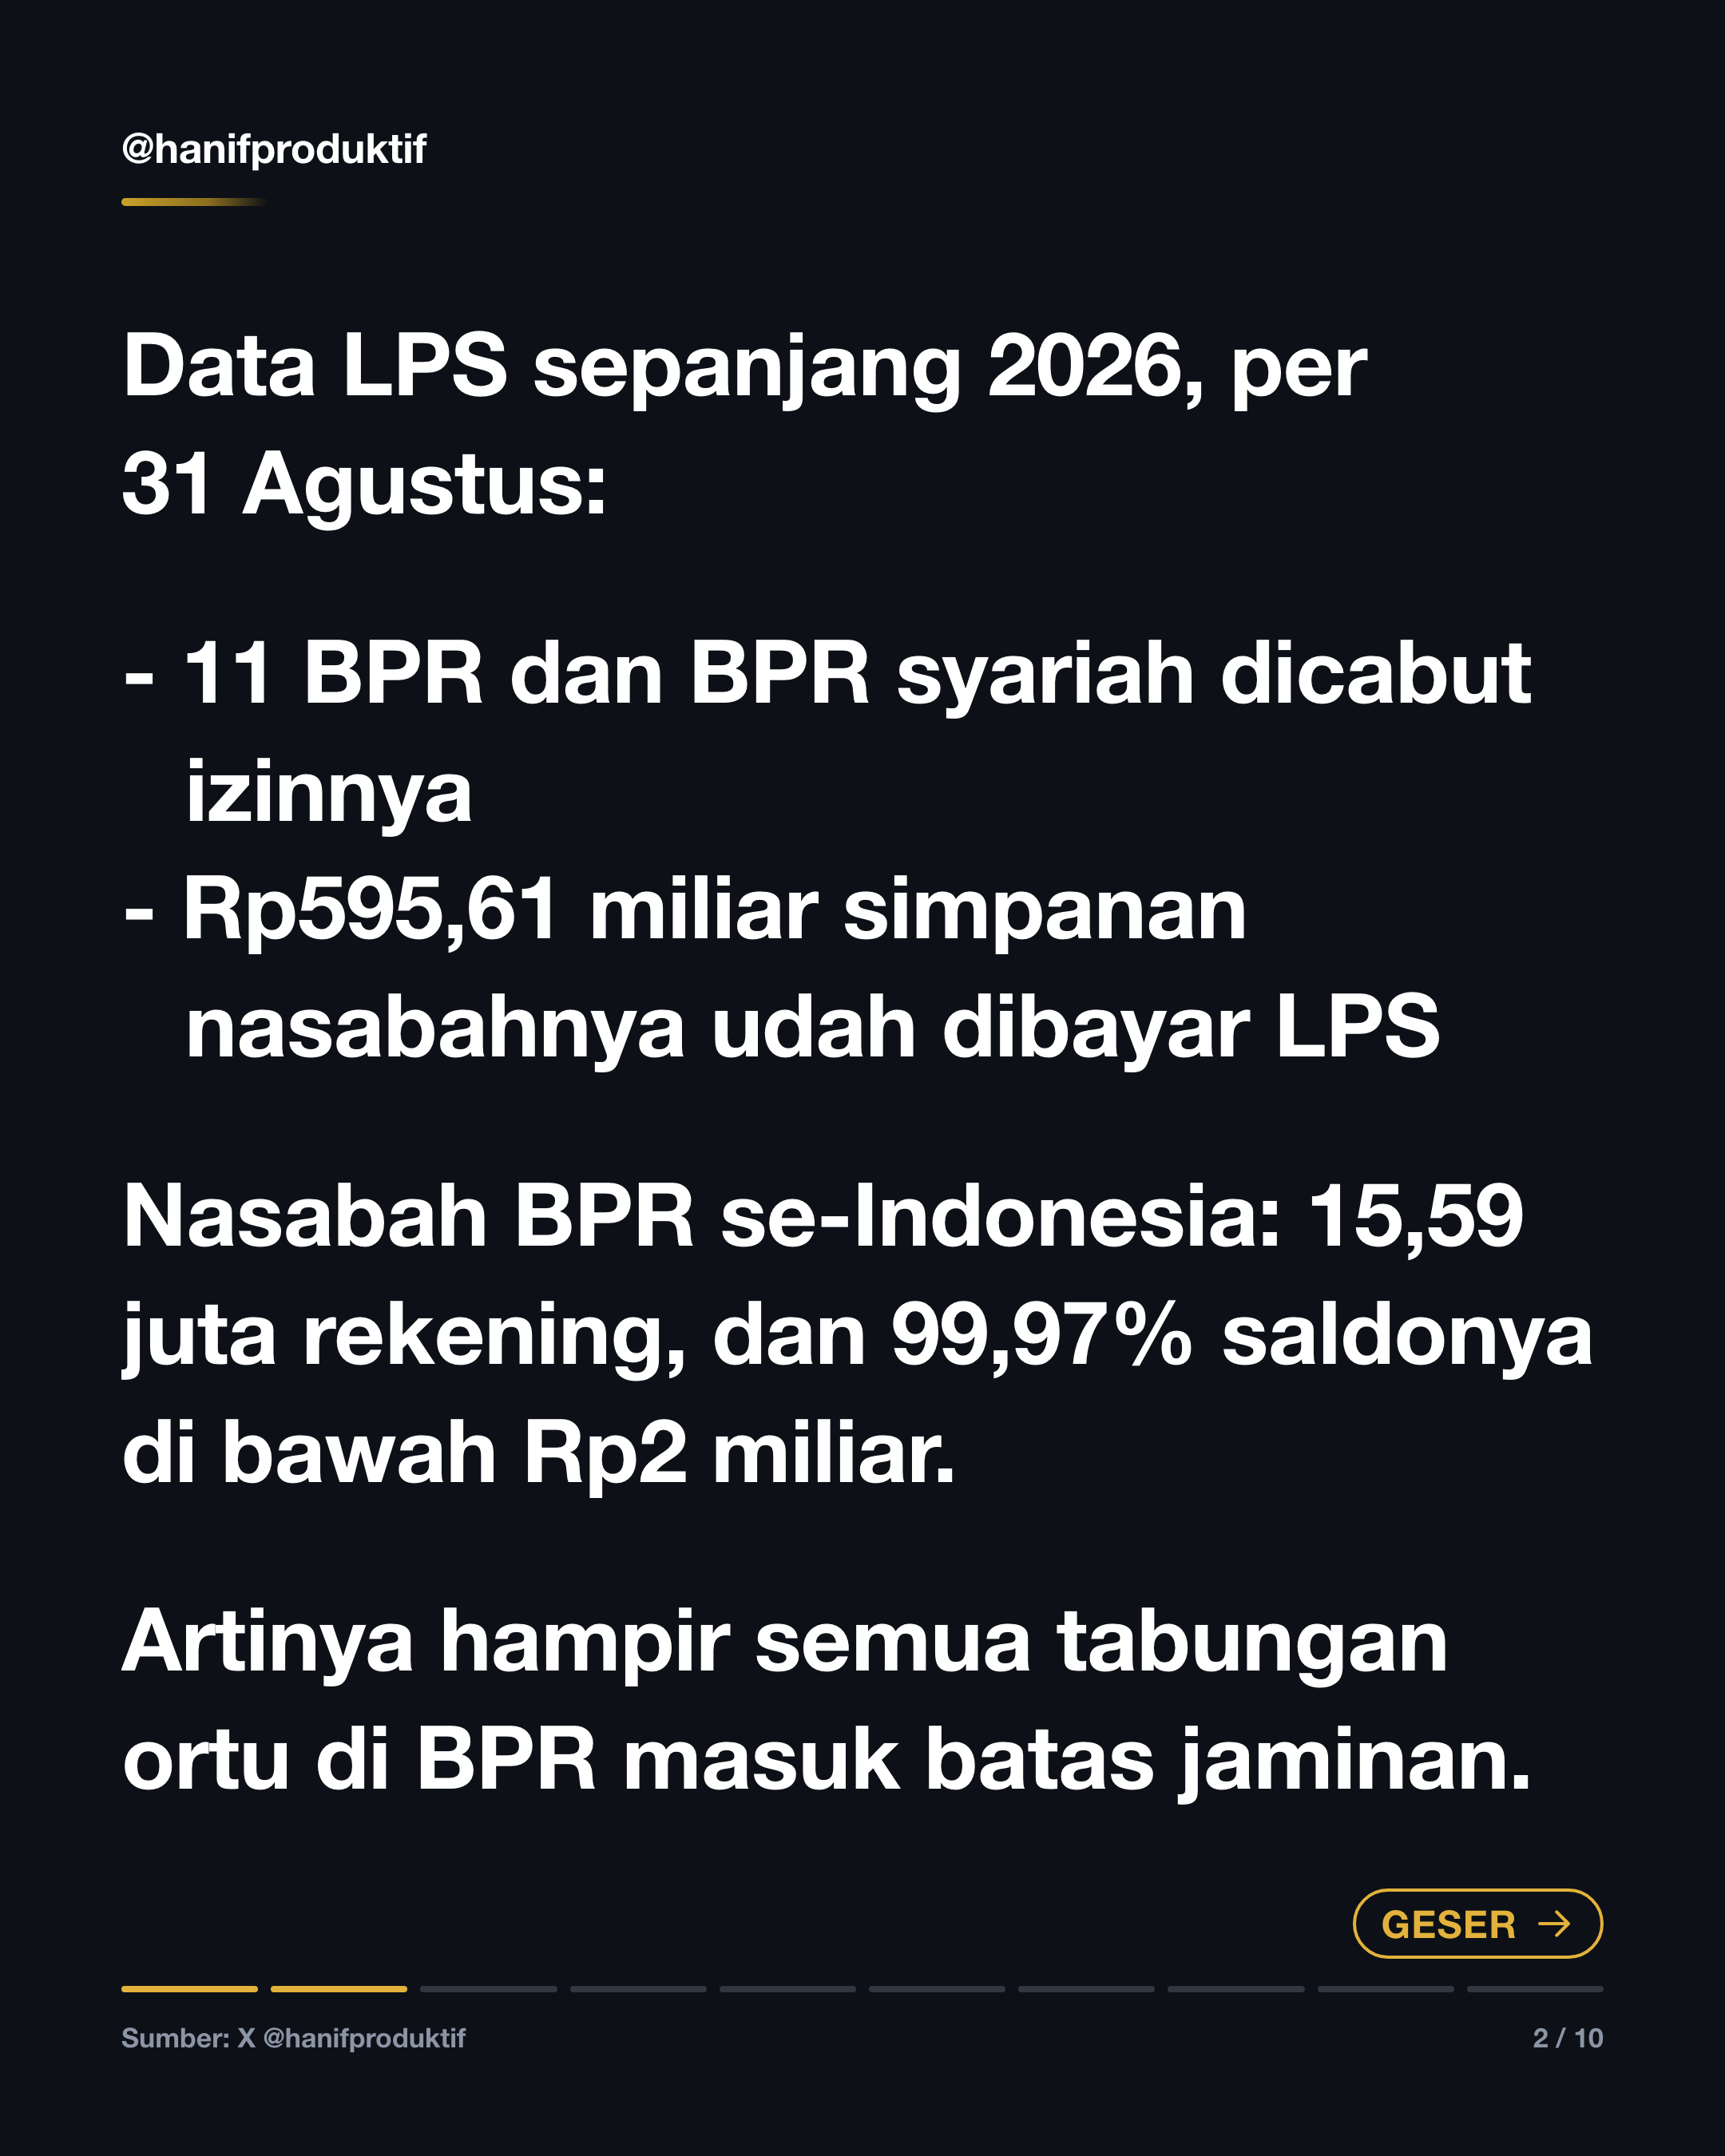 @hanifproduktif
Data LPS sepanjang 2026, per
31 Agustus:
- 11 BPR dan BPR syariah dicabut
izinnya
- Rp595,61 miliar simpanan
nasabahnya udah dibayar LPS
Nasabah BPR se-Indonesia: 15,59
juta rekening, dan 99,97% saldonya
di bawah Rp2 miliar.
Artinya hampir semua tabungan
ortu di BPR masuk batas jaminan.
GESER →
Sumber: X @hanifproduktif
2 / 10